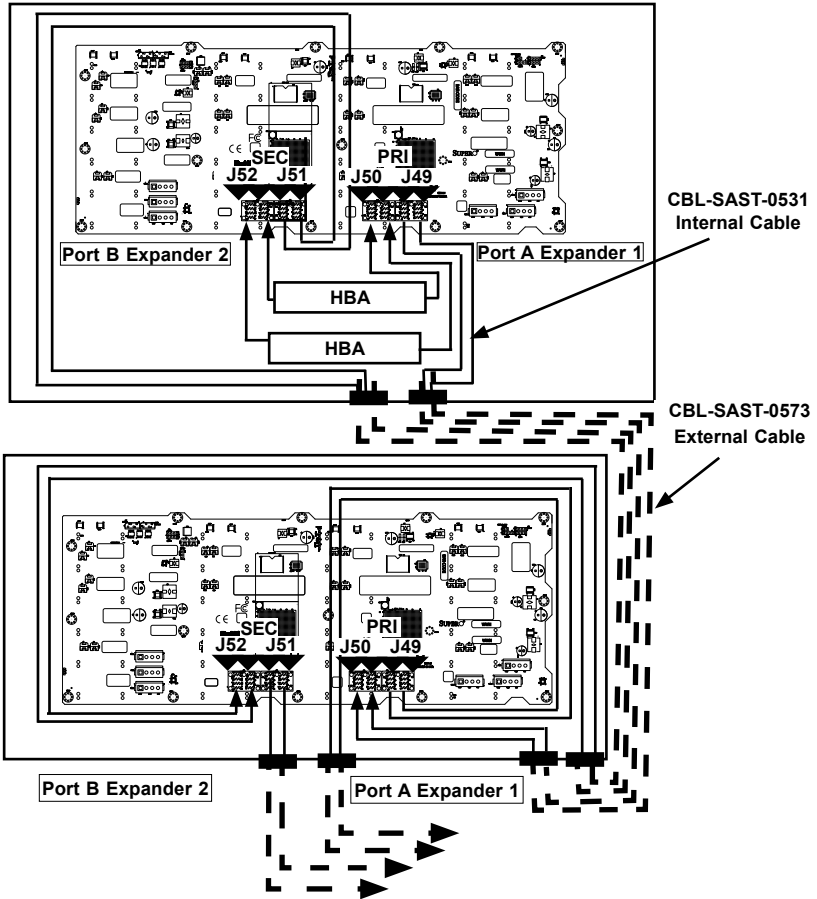 SEC
PRI
J52
J51
J50
J49
CBL-SAST-0531
Internal Cable
Port B Expander 2
Port A Expander 1
HBA
HBA
CBL-SAST-0573
External Cable
SEC
PRI
J52
J51
J50
J49
Port B Expander 2
Port A Expander 1